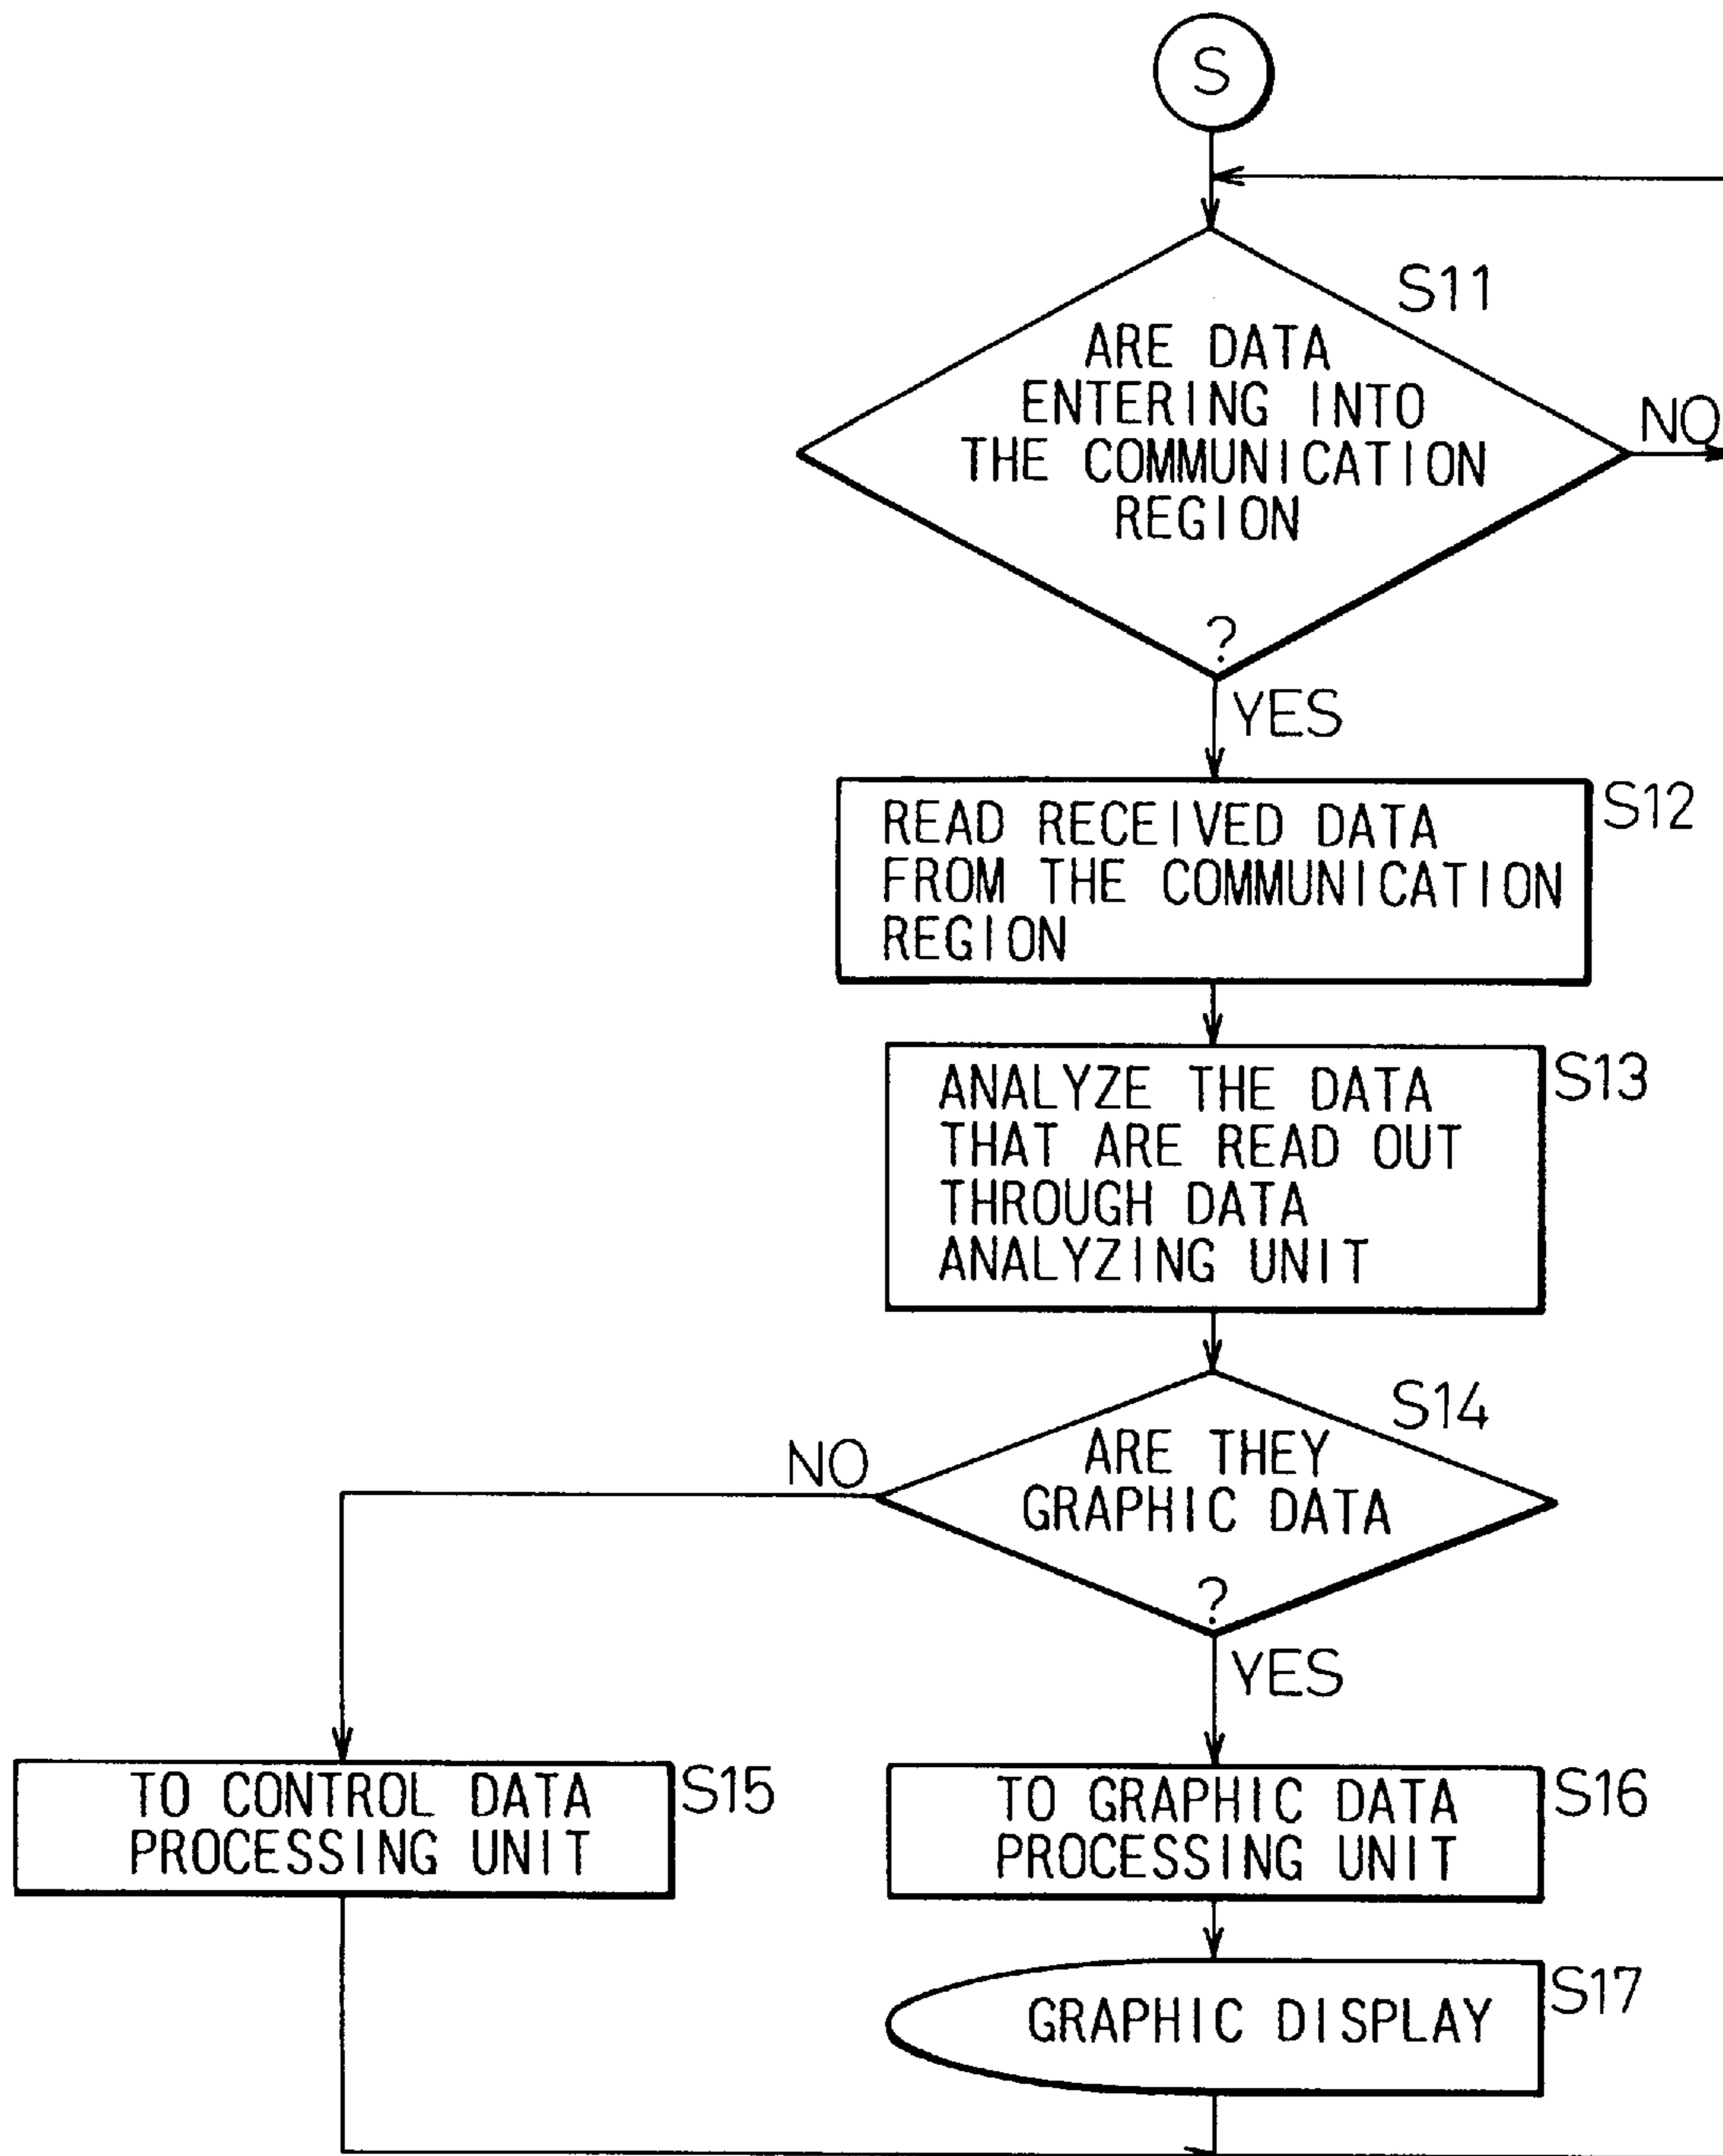 S
S11
ARE DATA
ENTERING INTO
THE COMMUNICATION
REGION
?
NO
YES
S12
READ RECEIVED DATA
FROM THE COMMUNICATION
REGION
S13
ANALYZE THE DATA
THAT ARE READ OUT
THROUGH DATA
ANALYZING UNIT
S14
ARE THEY
GRAPHIC DATA
?
NO
YES
TO CONTROL DATA
PROCESSING UNIT
S15
TO GRAPHIC DATA
PROCESSING UNIT
S16
GRAPHIC DISPLAY
S17